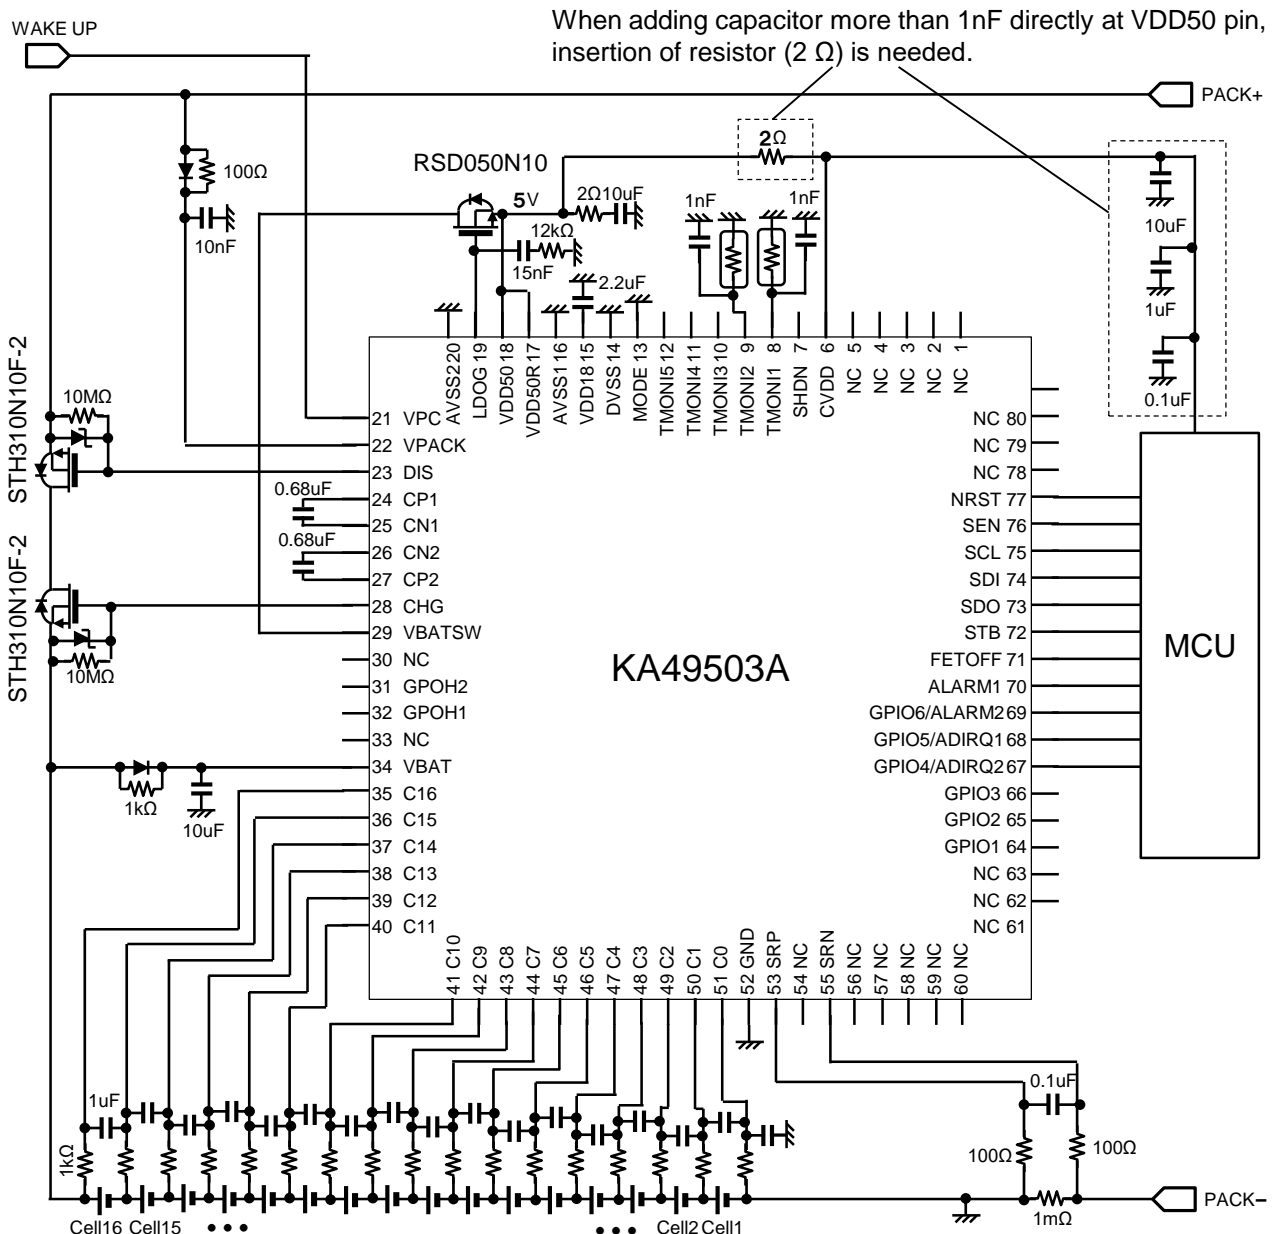 When adding capacitor more than 1nF directly at VDD50 pin,
insertion of resistor (2 Ω) is needed.
WAKE UP
PACK+
2Ω
RSD050N10
100Ω
10nF
5V
2Ω10uF
12kΩ
15nF
2.2uF
1nF
1nF
10uF
1uF
0.1uF
AVSS2 20
LDOG 19
VDD50 18
VDD50R 17
AVSS1 16
VDD18 15
DVSS 14
MODE 13
TMONI5 12
TMONI4 11
TMONI3 10
TMONI2 9
TMONI1 8
SHDN 7
CVDD 6
NC 5
NC 4
NC 3
NC 2
NC 1
STH310N10F-2
10MΩ
STH310N10F-2
10MΩ
0.68uF
0.68uF
21 VPC
22 VPACK
23 DIS
24 CP1
25 CN1
26 CN2
27 CP2
28 CHG
29 VBATSW
30 NC
31 GPOH2
32 GPOH1
33 NC
34 VBAT
35 C16
36 C15
37 C14
38 C13
39 C12
40 C11
1kΩ
10uF
KA49503A
NC 80
NC 79
NC 78
NRST 77
SEN 76
SCL 75
SDI 74
SDO 73
STB 72
FETOFF 71
ALARM1 70
GPIO6/ALARM2 69
GPIO5/ADIRQ1 68
GPIO4/ADIRQ2 67
GPIO3 66
GPIO2 65
GPIO1 64
NC 63
NC 62
NC 61
MCU
41 C10
42 C9
43 C8
44 C7
45 C6
46 C5
47 C4
48 C3
49 C2
50 C1
51 C0
52 GND
53 SRP
54 NC
55 SRN
56 NC
57 NC
58 NC
59 NC
60 NC
1uF
1kΩ
0.1uF
100Ω
100Ω
1mΩ
PACK−
Cell16 Cell15 • • •
• • • Cell2 Cell1